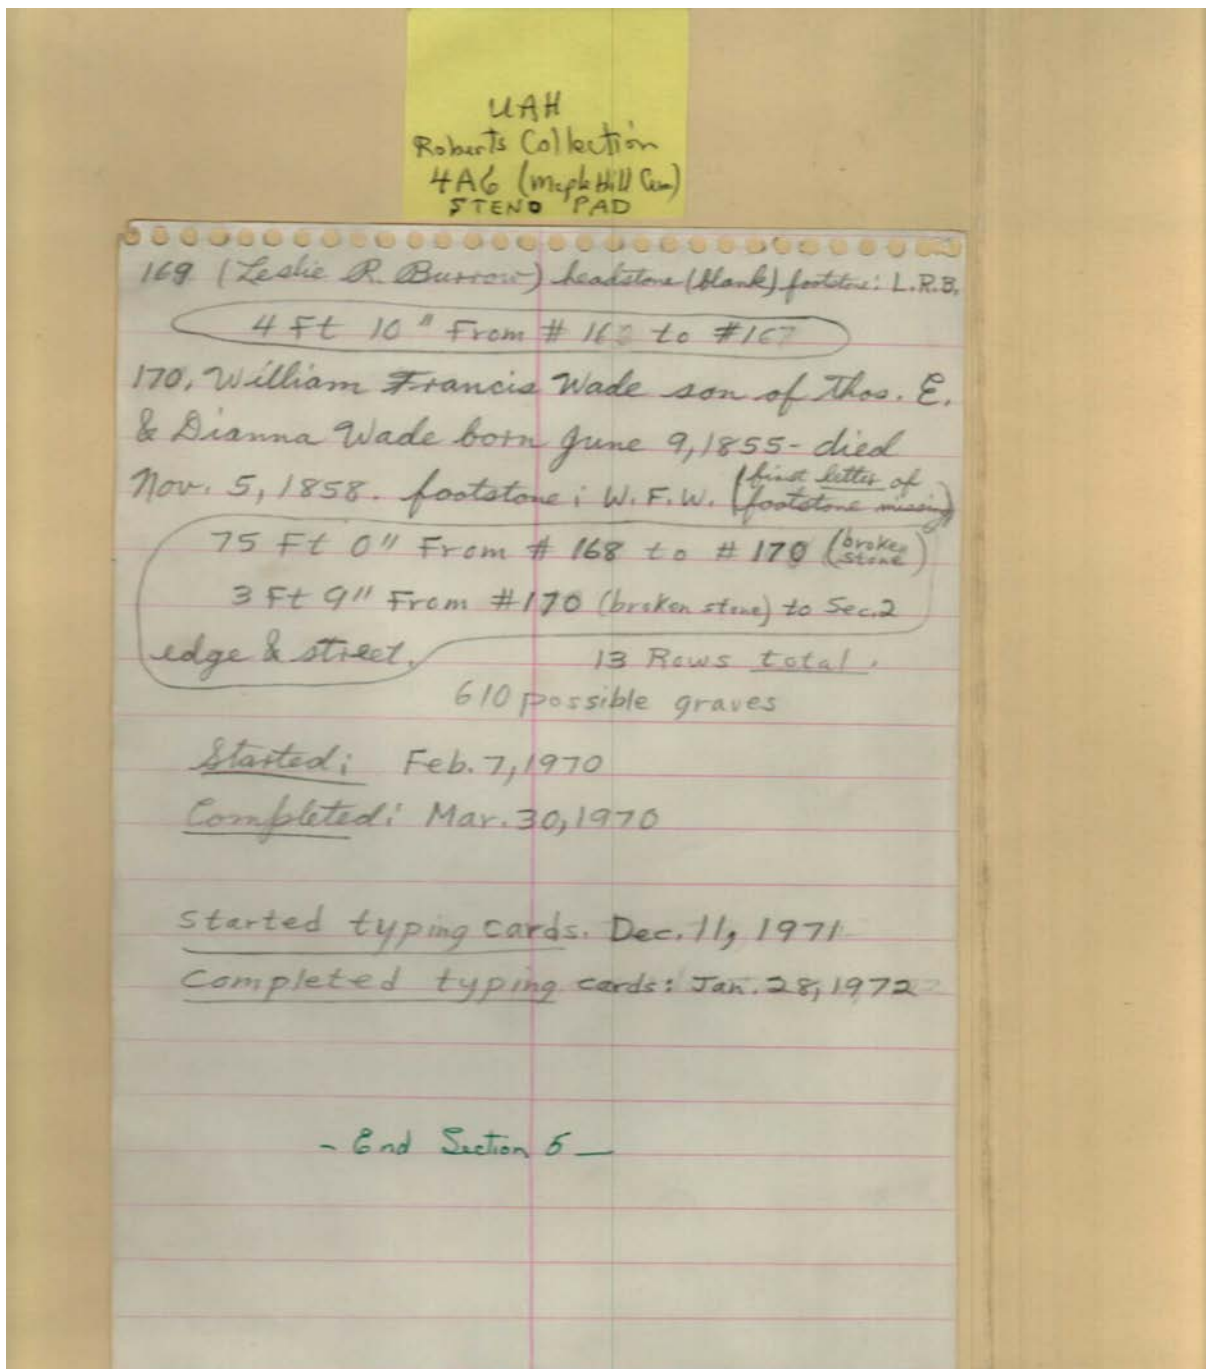 UAH
Roberts Collection
4A6 (Maple Hill Cem)
STENO PAD
169 (Leslie R. Burrow) headstone (blank) footstone: L.R.B.
4 Ft 10" From # to #167
170. William Francis Wade son of Thos. E.
& Dianna Wade born June 9, 1855- died
Nov. 5, 1858. footstone: W.F.W. (first letter of
footstone missing)
75 Ft 0" From # 168 to # 170 (broken
stone)
3 Ft 9" From #170 (broken stone) to Sec. 2
edge & street.
13 Rows total.
610 possible graves
Started: Feb. 7, 1970
Completed: Mar. 30, 1970
Started typing cards. Dec. 11, 1971
Completed typing cards: Jan. 28, 1972
- End Section 5 -